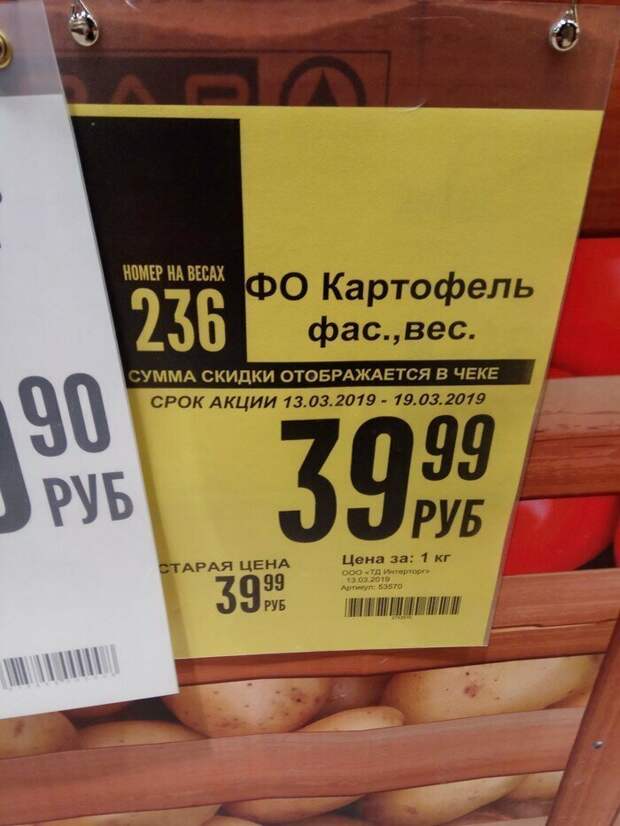 SPAR
НОМЕР НА ВЕСАХ
236
ФО Картофель
фас.,вес.
СУММА СКИДКИ ОТОБРАЖАЕТСЯ В ЧЕКЕ
СРОК АКЦИИ 13.03.2019 - 19.03.2019
39 99
РУБ
СТАРАЯ ЦЕНА
39 99
РУБ
Цена за: 1 кг
ООО «ТД Интерторг»
13.03.2019
Артикул: 53570
90
РУБ